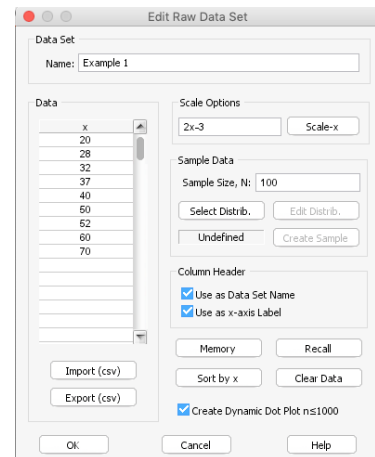 Edit Raw Data Set
Data Set
Name: Example 1
Data
x
20
28
32
37
40
50
52
60
70
Import (csv)
Export (csv)
Scale Options
2x-3 Scale-x
Sample Data
Sample Size, N: 100
Select Distrib. Edit Distrib.
Undefined Create Sample
Column Header
Use as Data Set Name
Use as x-axis Label
Memory Recall
Sort by x Clear Data
Create Dynamic Dot Plot n≤1000
OK Cancel Help